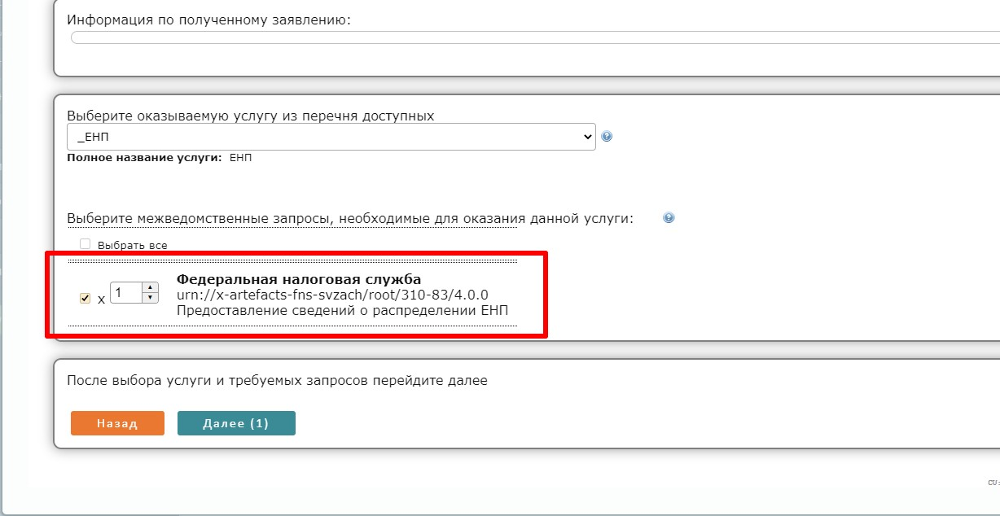 Информация по полученному заявлению:
Выберите оказываемую услугу из перечня доступных
_ЕНП
Полное название услуги: ЕНП
Выберите межведомственные запросы, необходимые для оказания данной услуги:
Выбрать все
x 1
Федеральная налоговая служба
urn://x-artefacts-fns-svzach/root/310-83/4.0.0
Предоставление сведений о распределении ЕНП
После выбора услуги и требуемых запросов перейдите далее
Назад Далее (1)